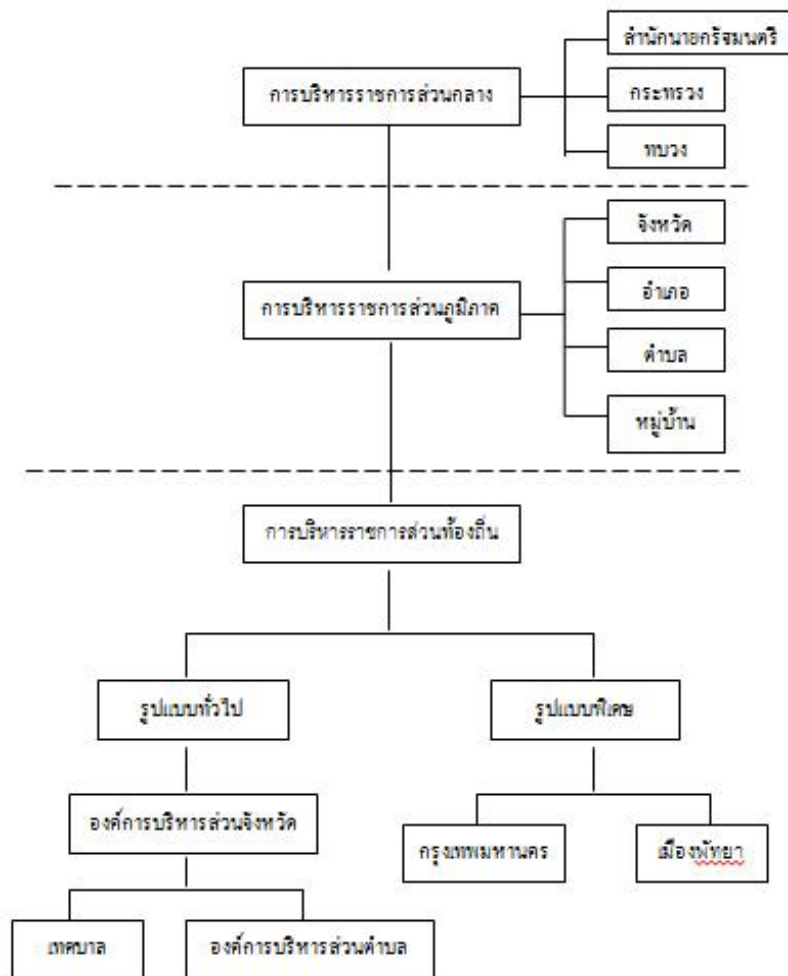 สำนักนายกรัฐมนตรี
การบริหารราชการส่วนกลาง
กระทรวง
ทบวง
จังหวัด
อำเภอ
การบริหารราชการส่วนภูมิภาค
ตำบล
หมู่บ้าน
การบริหารราชการส่วนท้องถิ่น
รูปแบบทั่วไป
รูปแบบพิเศษ
องค์การบริหารส่วนจังหวัด
กรุงเทพมหานคร
เมืองพัทยา
เทศบาล
องค์การบริหารส่วนตำบล